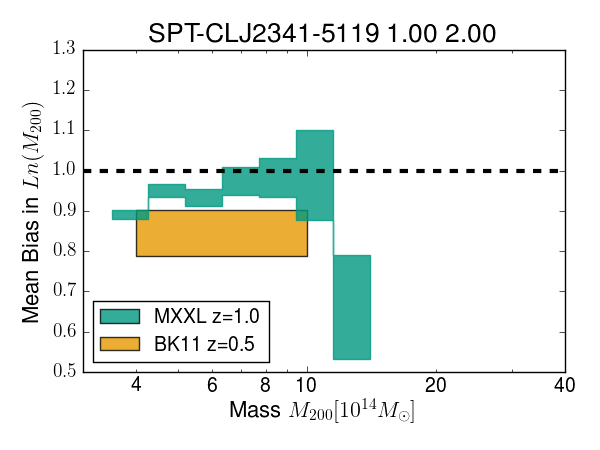 SPT-CLJ2341-5119 1.00 2.00
1.3
1.2
1.1
1.0
0.9
0.8
0.7
0.6
0.5
Mean Bias in Ln(M₂₀₀)
MXXL z=1.0
BK11 z=0.5
4 6 8 10 20 40
Mass M₂₀₀[10¹⁴M☉]